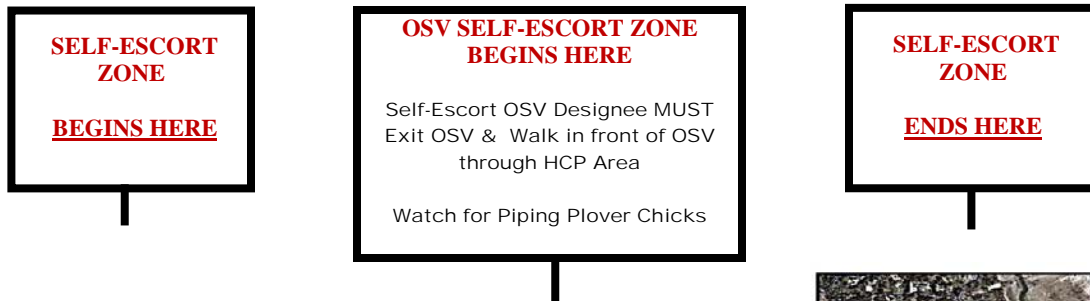 SELF-ESCORT
ZONE
BEGINS HERE
OSV SELF-ESCORT ZONE
BEGINS HERE
Self-Escort OSV Designee MUST
Exit OSV & Walk in front of OSV
through HCP Area
Watch for Piping Plover Chicks
SELF-ESCORT
ZONE
ENDS HERE